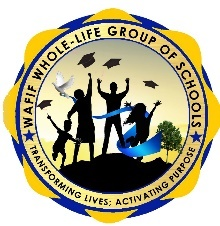 WAFIF WHOLE-LIFE GROUP OF SCHOOLS
TRANSFORMING LIVES; ACTIVATING PURPOSE